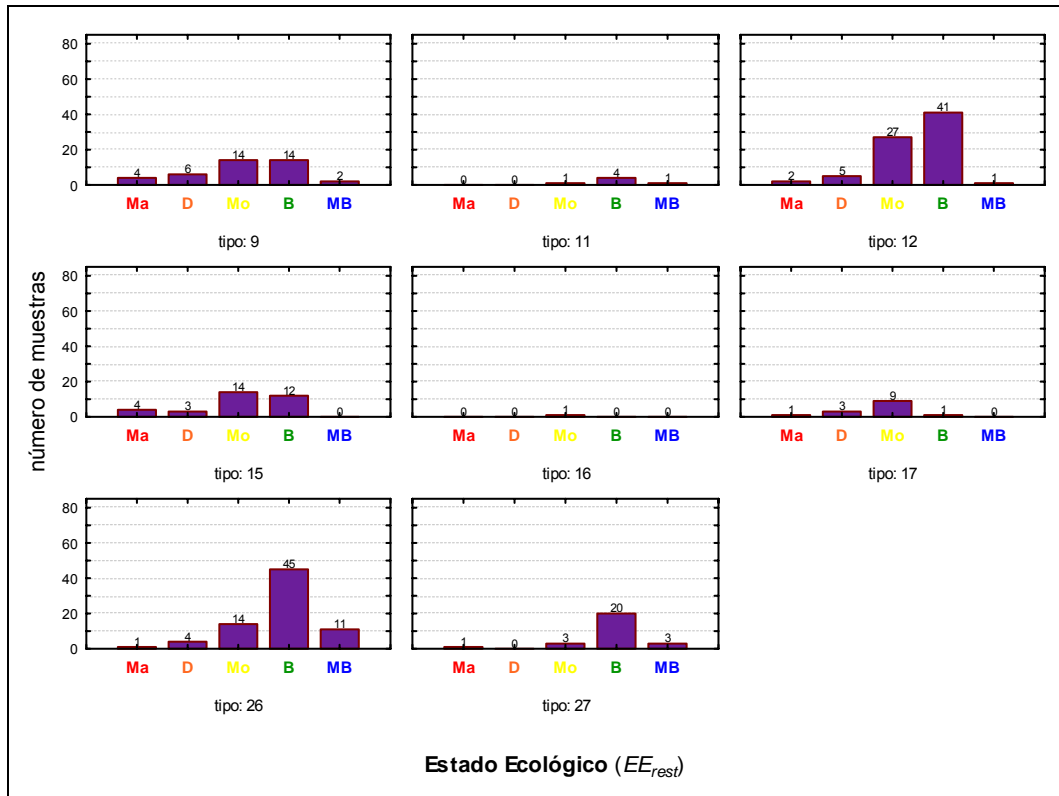 número de muestras
80
60
40
20
0
4 6 14 14 2
Ma D Mo B MB
tipo: 9
0 0 1 4 1
Ma D Mo B MB
tipo: 11
2 5 27 41 1
Ma D Mo B MB
tipo: 12
80
60
40
20
0
4 3 14 12 0
Ma D Mo B MB
tipo: 15
0 0 1 0 0
Ma D Mo B MB
tipo: 16
1 3 9 1 0
Ma D Mo B MB
tipo: 17
80
60
40
20
0
1 4 14 45 11
Ma D Mo B MB
tipo: 26
1 0 3 20 3
Ma D Mo B MB
tipo: 27
Estado Ecológico (EErest)